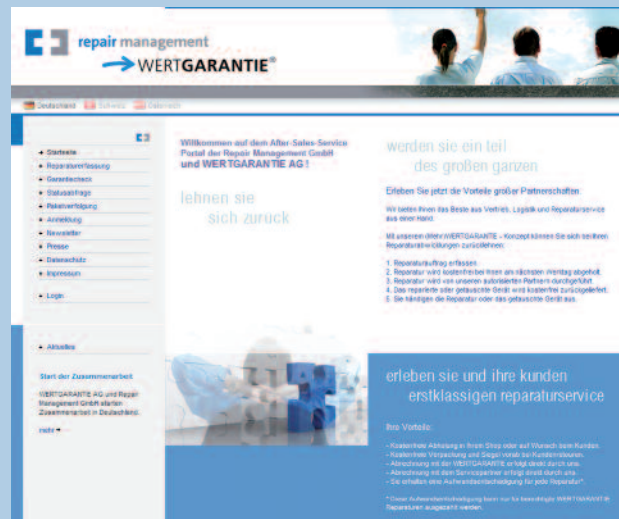 repair management
WERTGARANTIE®
Deutschland Schweiz Österreich
Startseite
Reparaturerfassung
Garantiecheck
Statusabfrage
Paketverfolgung
Anmeldung
Newsletter
Presse
Datenschutz
Impressum
Login
Aktuelles
Start der Zusammenarbeit
WERTGARANTIE AG und Repair
Management GmbH starten
Zusammenarbeit in Deutschland.
mehr
Willkommen auf dem After-Sales-Service
Portal der Repair Management GmbH
und WERTGARANTIE AG!
lehnen sie
sich zurück
werden sie ein teil
des großen ganzen
Erleben Sie jetzt die Vorteile großer Partnerschaften:
Wir bieten Ihnen das Beste aus Vertrieb, Logistik und Reparaturservice
aus einer Hand.
Mit unserem (Mehr)WERTGARANTIE - Konzept können Sie sich bei Ihren
Reparaturabwicklungen zurücklehnen:
1. Reparaturauftrag erfassen.
2. Reparatur wird kostenfrei bei Ihnen am nächsten Werktag abgeholt.
3. Reparatur wird von unseren autorisierten Partnern durchgeführt.
4. Das reparierte oder getauschte Gerät wird kostenfrei zurückgeliefert.
5. Sie händigen die Reparatur oder das getauschte Gerät aus.
erleben sie und ihre kunden
erstklassigen reparaturservice
Ihre Vorteile:
- Kostenfreie Abholung in Ihrem Shop oder auf Wunsch beim Kunden.
- Kostenfreie Verpackung und Siegel vorab bei Kundenretouren.
- Abrechnung mit der WERTGARANTIE erfolgt direkt durch uns.
- Abrechnung mit dem Servicepartner erfolgt direkt durch uns.
- Sie erhalten eine Aufwandsentschädigung für jede Reparatur*.
* Diese Aufwandsentschädigung kann nur für berechtigte WERTGARANTIE
Reparaturen ausgezahlt werden.